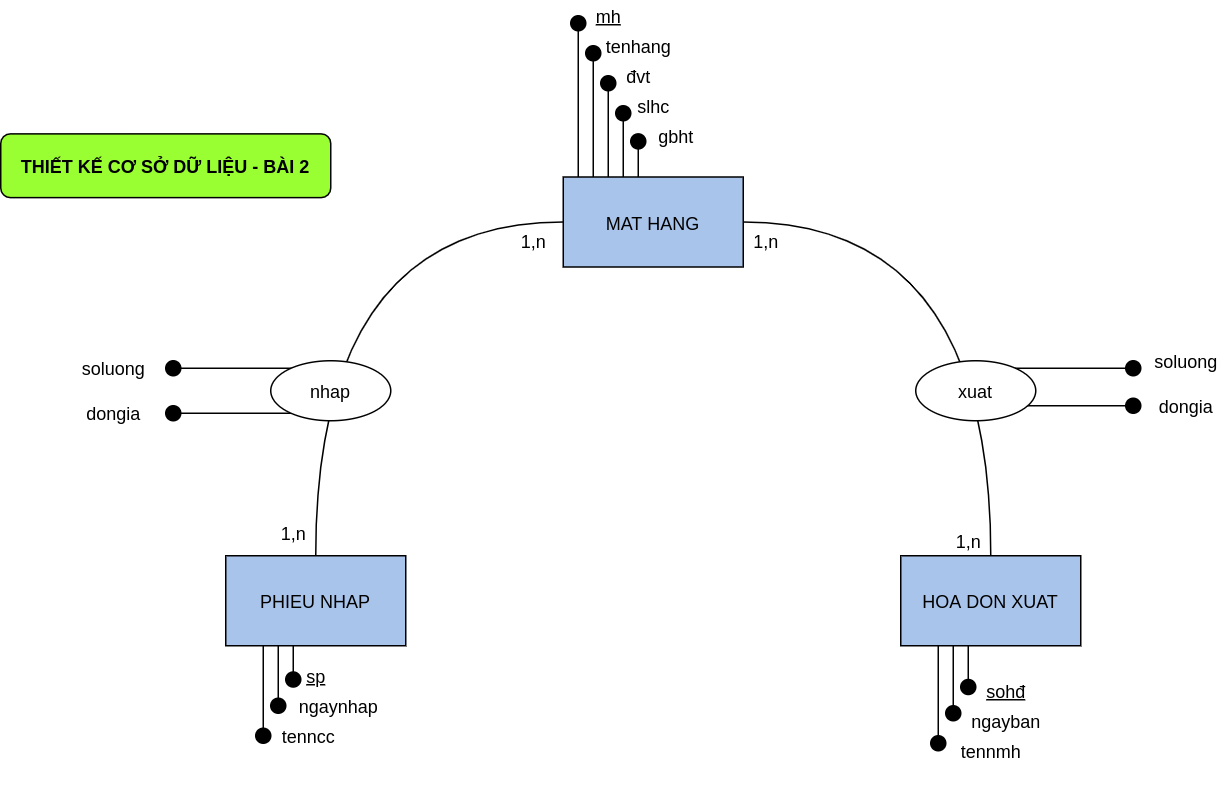 mh
tenhang
đvt
slhc
gbht
THIẾT KẾ CƠ SỞ DỮ LIỆU - BÀI 2
MAT HANG
1,n
1,n
soluong
dongia
nhap
xuat
soluong
dongia
1,n
1,n
PHIEU NHAP
HOA DON XUAT
sp
ngaynhap
tenncc
sohđ
ngayban
tennmh